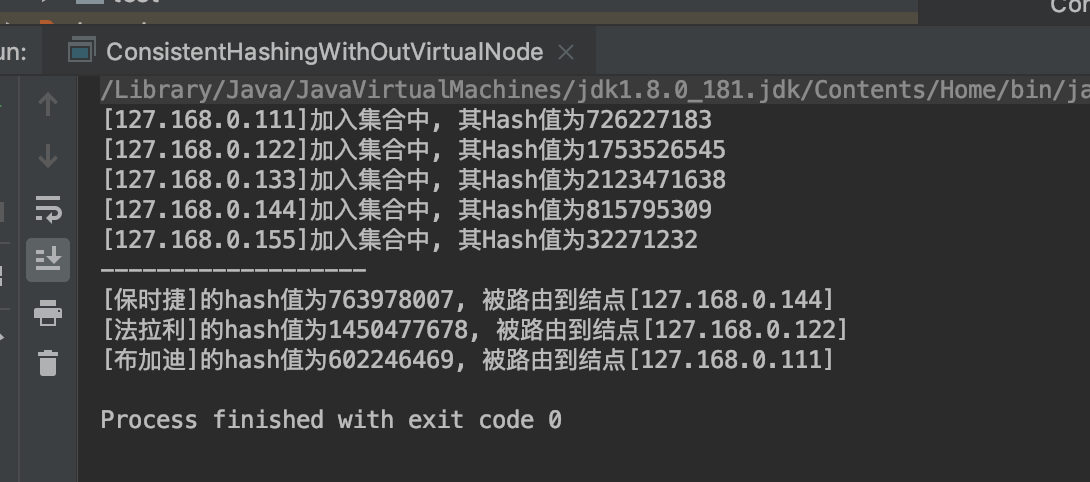 un:
ConsistentHashingWithOutVirtualNode
/Library/Java/JavaVirtualMachines/jdk1.8.0_181.jdk/Contents/Home/bin/ja
[127.168.0.111]加入集合中, 其Hash值为726227183
[127.168.0.122]加入集合中, 其Hash值为1753526545
[127.168.0.133]加入集合中, 其Hash值为2123471638
[127.168.0.144]加入集合中, 其Hash值为815795309
[127.168.0.155]加入集合中, 其Hash值为32271232
-------------------
[保时捷]的hash值为763978007, 被路由到结点[127.168.0.144]
[法拉利]的hash值为1450477678, 被路由到结点[127.168.0.122]
[布加迪]的hash值为602246469, 被路由到结点[127.168.0.111]
Process finished with exit code 0